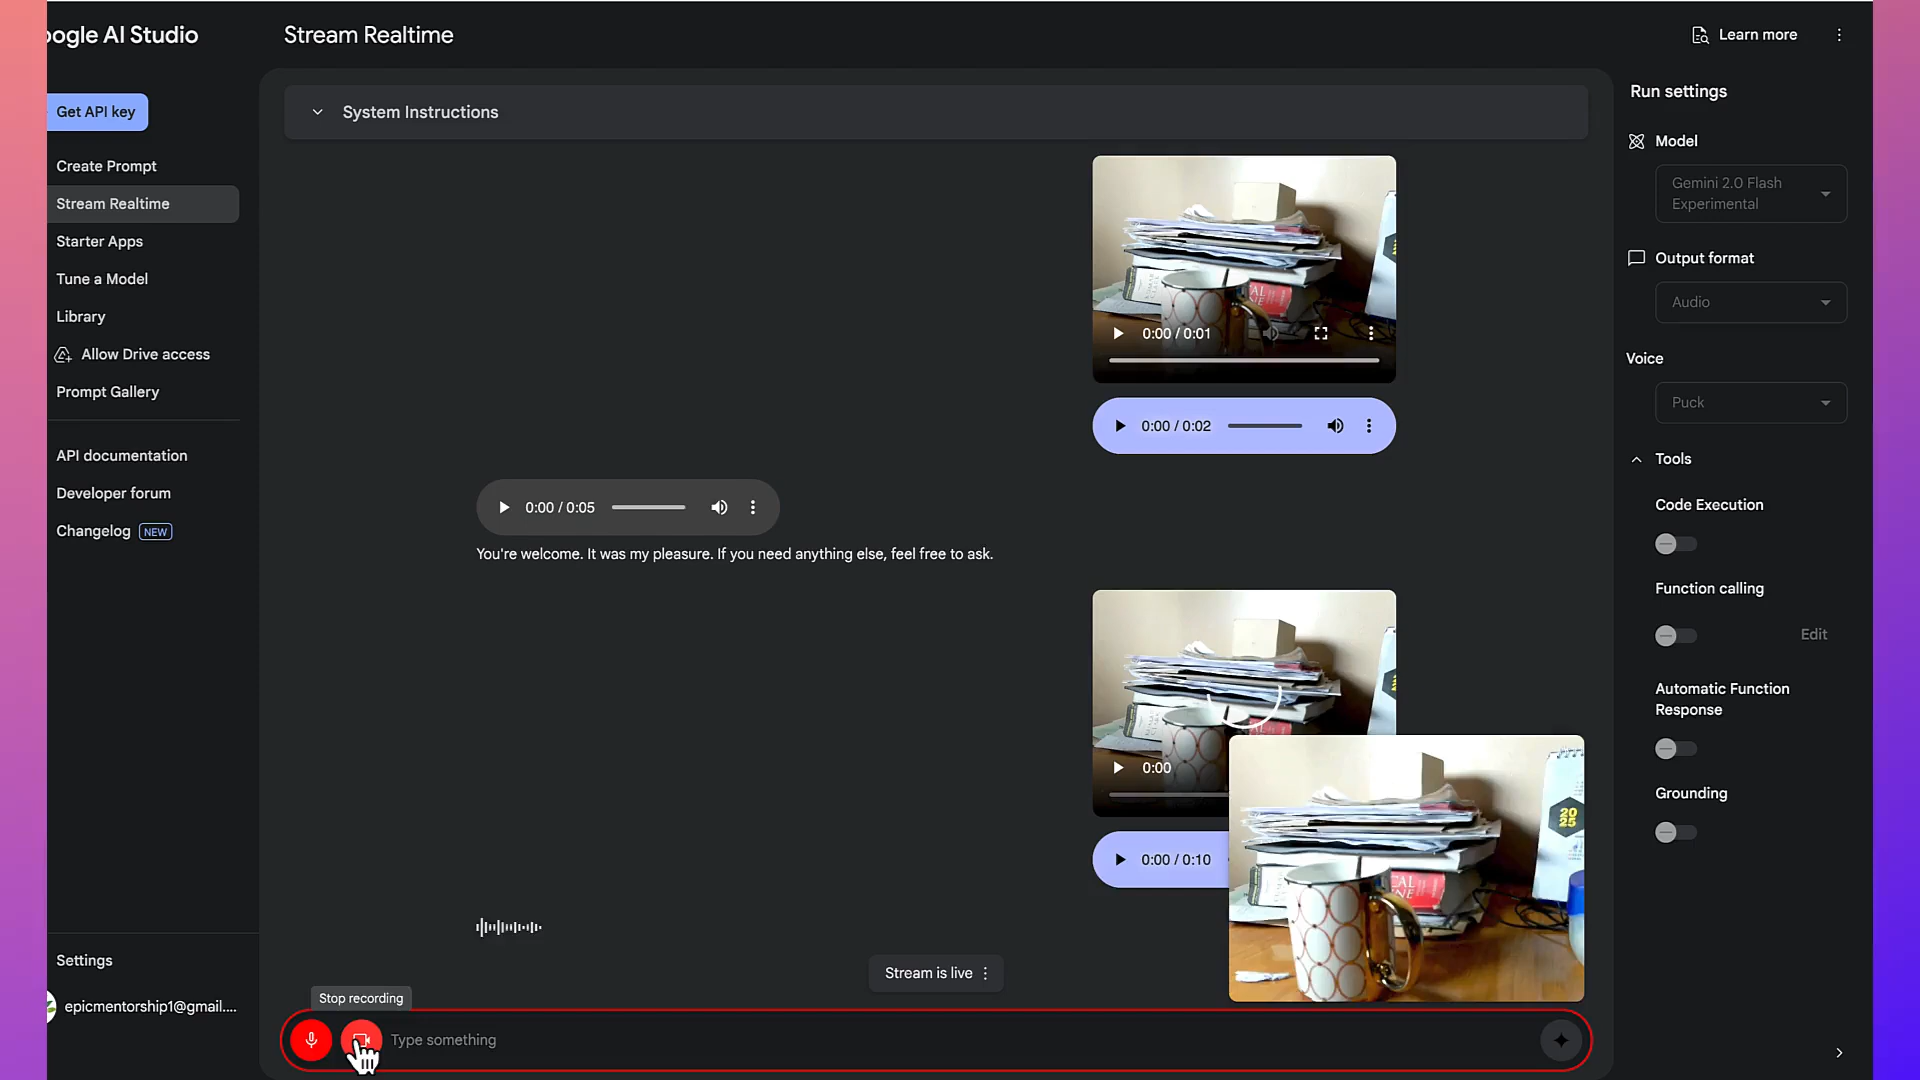 oogle AI Studio
Stream Realtime
Learn more
Get API key
Create Prompt
Stream Realtime
Starter Apps
Tune a Model
Library
Allow Drive access
Prompt Gallery
API documentation
Developer forum
Changelog NEW
Settings
epicmentorship1@gmail....
System Instructions
0:00 / 0:01
0:00 / 0:02
0:00 / 0:05
You're welcome. It was my pleasure. If you need anything else, feel free to ask.
0:00
0:00 / 0:10
20
25
CAL
Stream is live
Stop recording
Type something
Run settings
Model
Gemini 2.0 Flash
Experimental
Output format
Audio
Voice
Puck
Tools
Code Execution
Function calling
Edit
Automatic Function
Response
Grounding